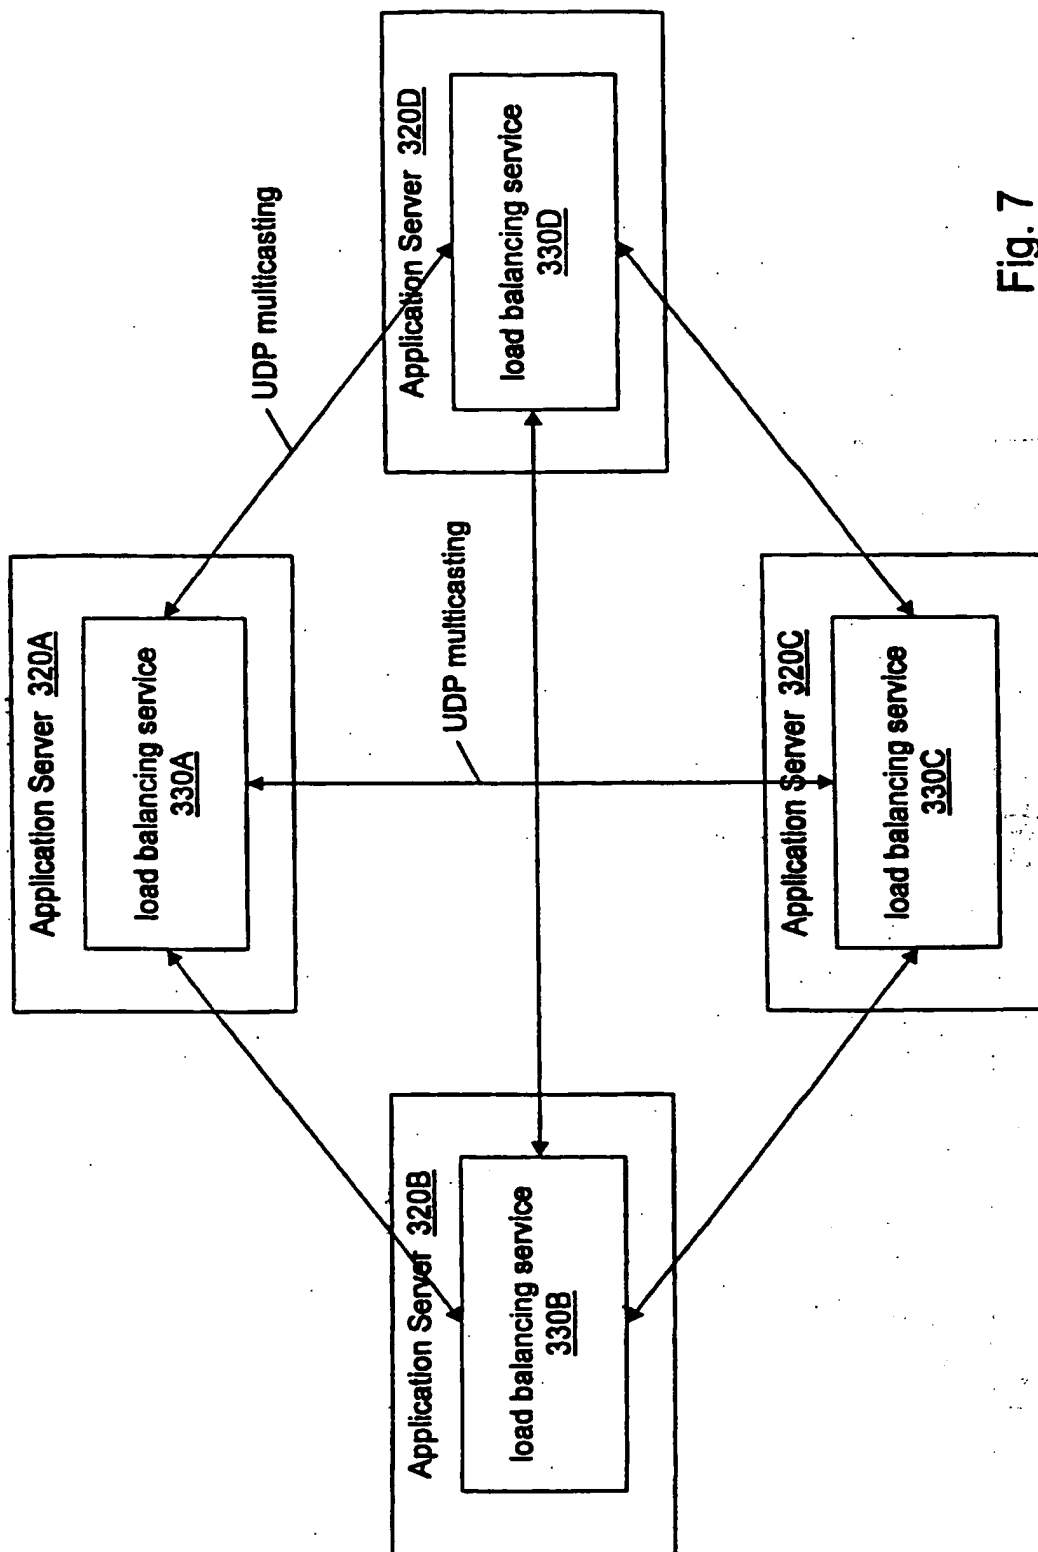 Application Server 320A
load balancing service
330A
UDP multicasting
Application Server 320B
load balancing service
330B
UDP multicasting
Application Server 320D
load balancing service
330D
Application Server 320C
load balancing service
330C
Fig. 7